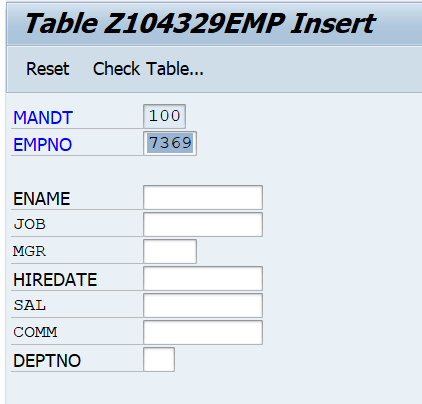 Table Z104329EMP Insert
Reset Check Table...
MANDT 100
EMPNO 7369
ENAME
JOB
MGR
HIREDATE
SAL
COMM
DEPTNO